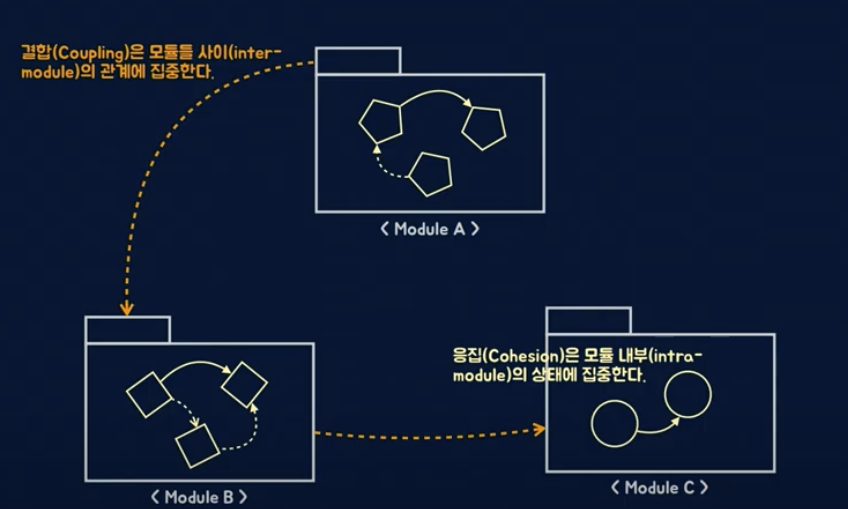 결합(Coupling)은 모듈들 사이(inter-
module)의 관계에 집중한다.
< Module A >
응집(Cohesion)은 모듈 내부(intra-
module)의 상태에 집중한다.
< Module B >
< Module C >